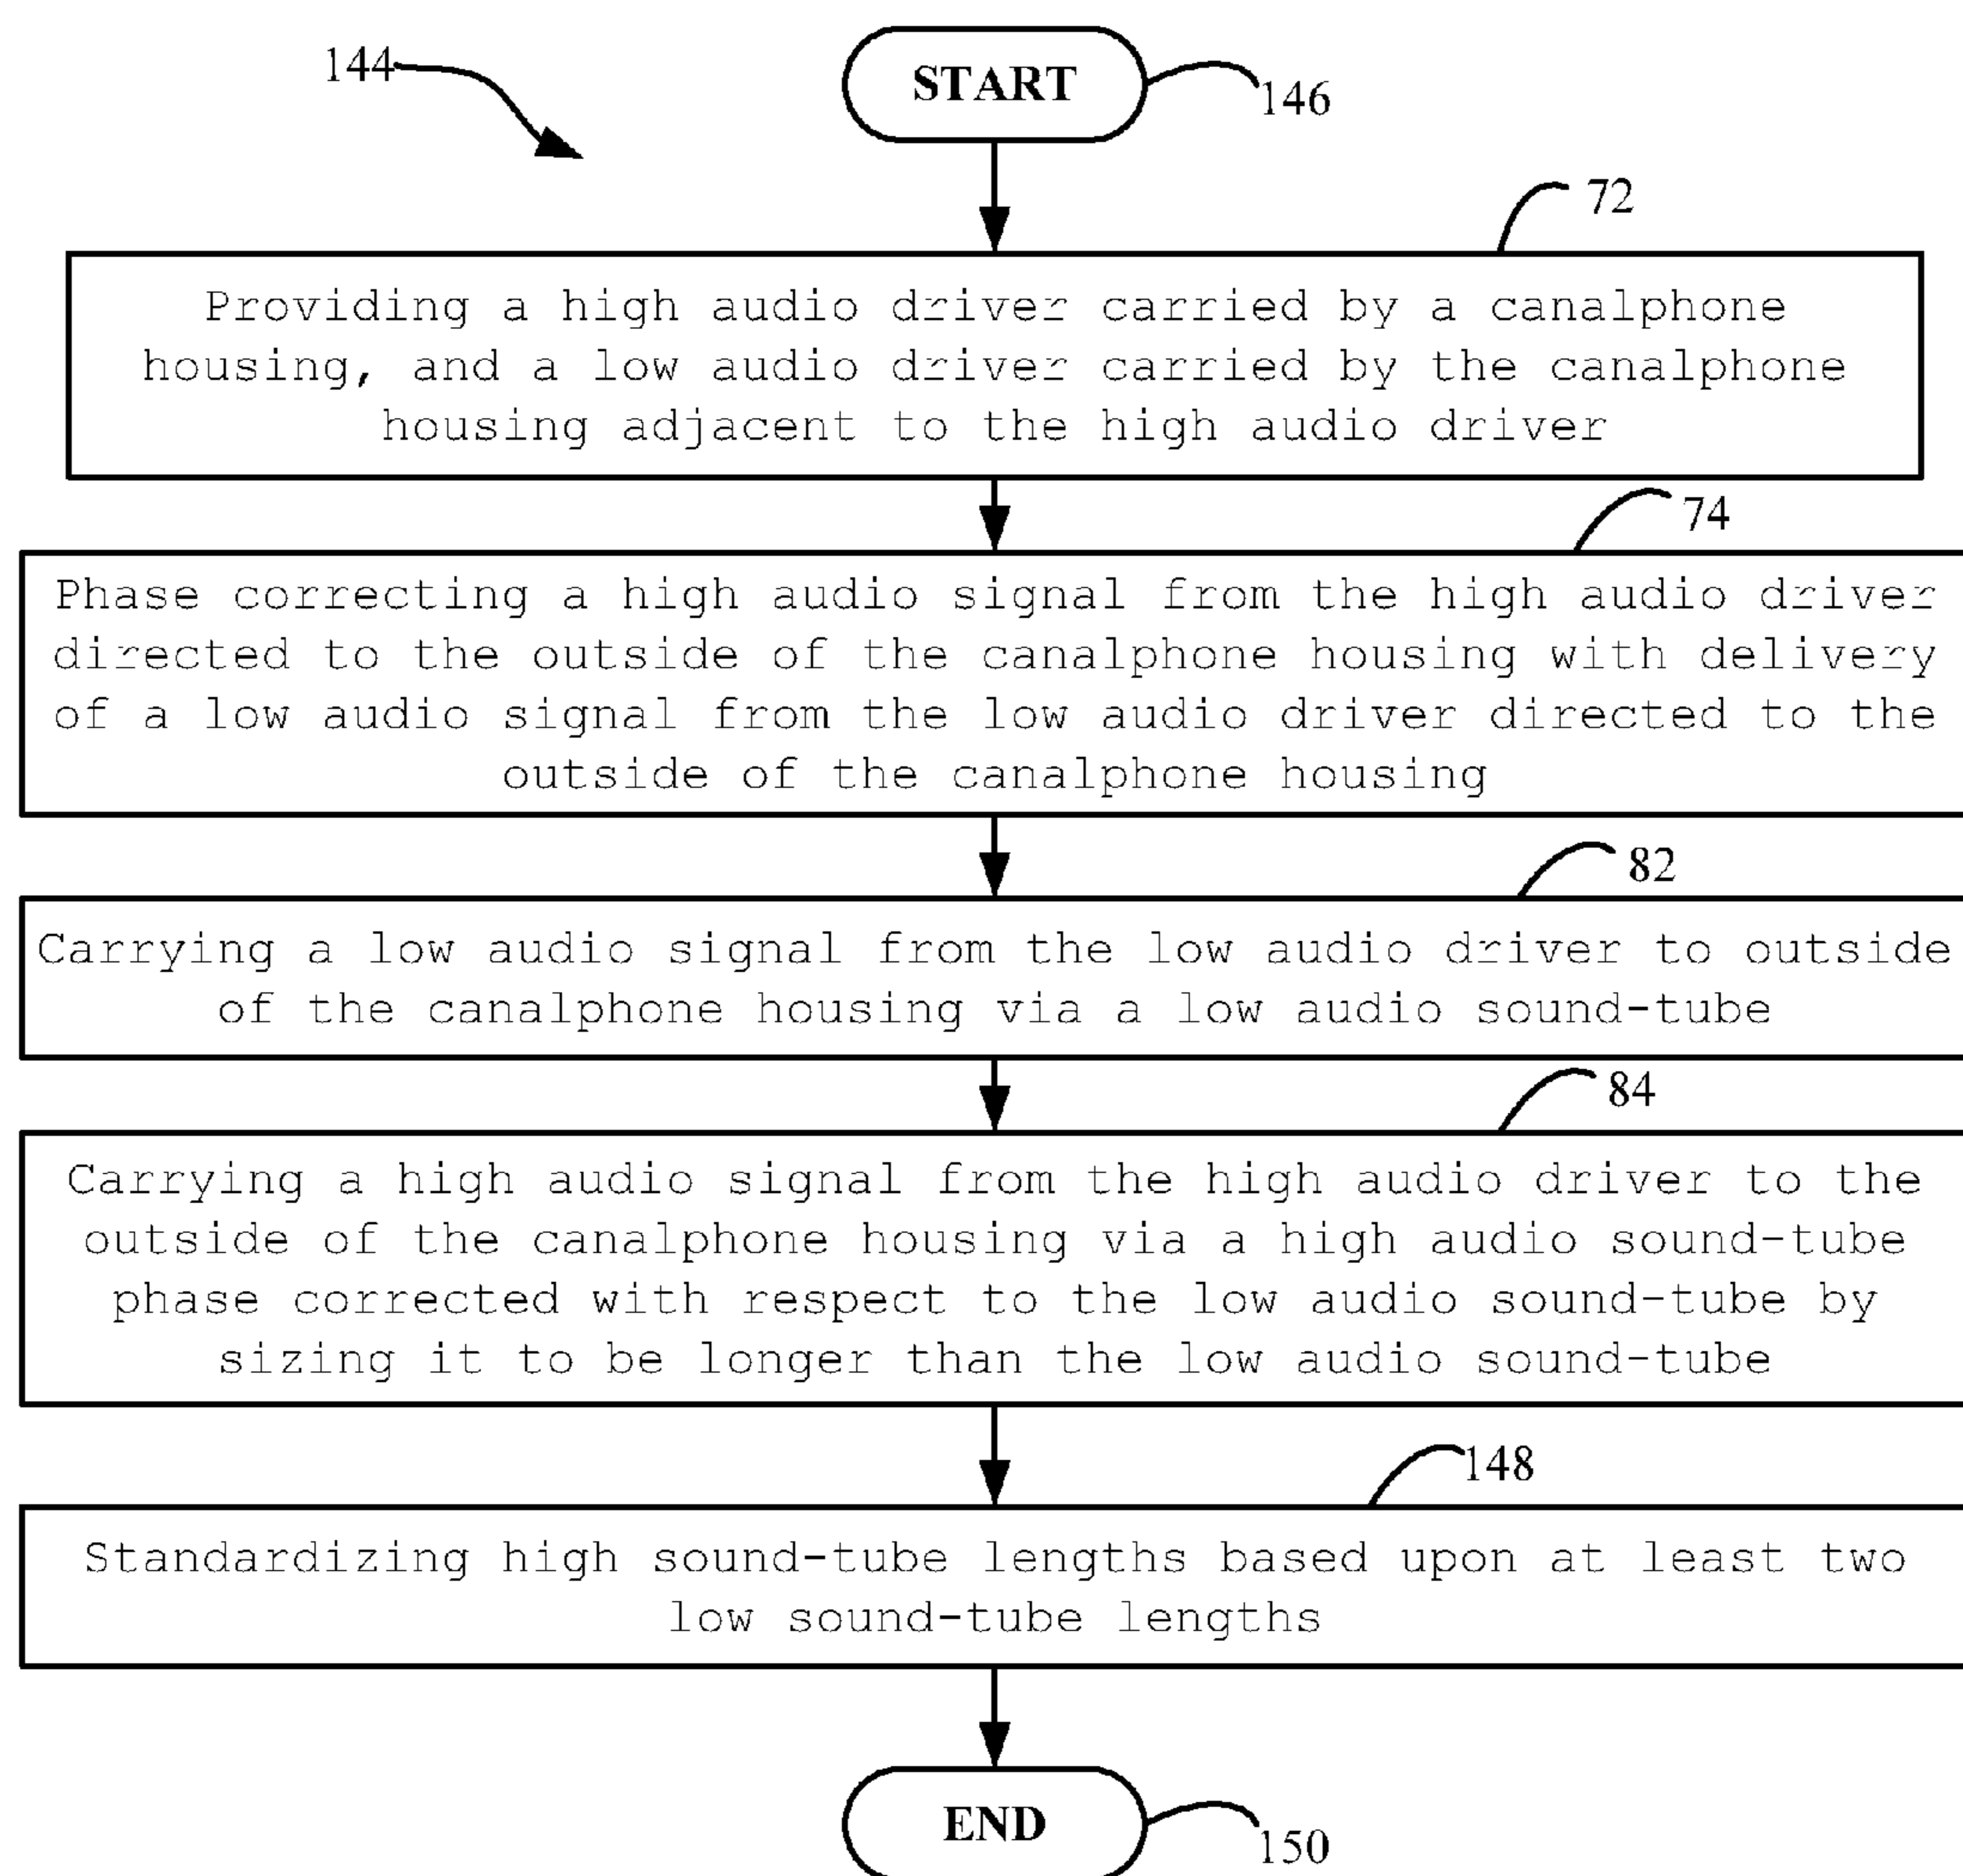 144
START
146
72
Providing a high audio driver carried by a canalphone
housing, and a low audio driver carried by the canalphone
housing adjacent to the high audio driver
74
Phase correcting a high audio signal from the high audio driver
directed to the outside of the canalphone housing with delivery
of a low audio signal from the low audio driver directed to the
outside of the canalphone housing
82
Carrying a low audio signal from the low audio driver to outside
of the canalphone housing via a low audio sound-tube
84
Carrying a high audio signal from the high audio driver to the
outside of the canalphone housing via a high audio sound-tube
phase corrected with respect to the low audio sound-tube by
sizing it to be longer than the low audio sound-tube
148
Standardizing high sound-tube lengths based upon at least two
low sound-tube lengths
END
150